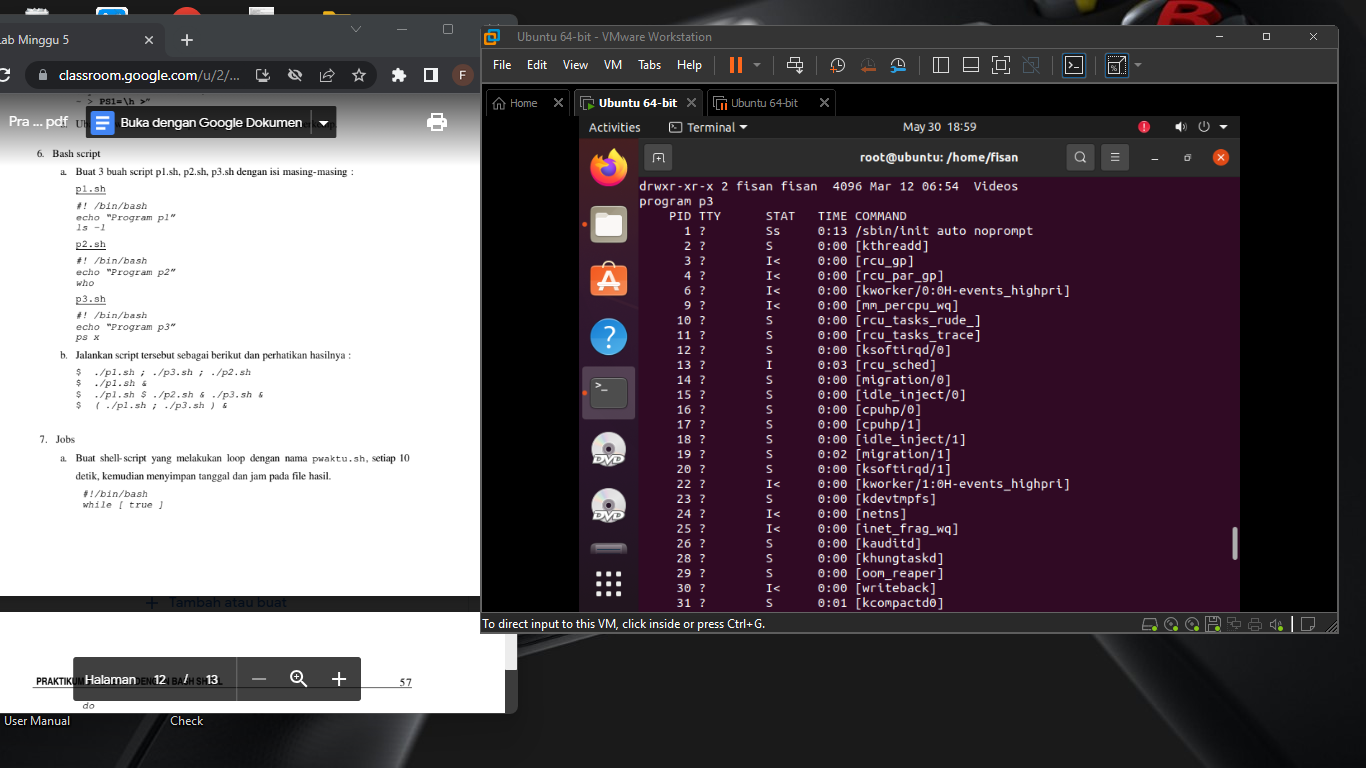 ab Minggu 5
classroom.google.com/u/2/...
F
- > PS1=\h >"
Pra ... pdf
Buka dengan Google Dokumen
6. Bash script
a. Buat 3 buah script p1.sh, p2.sh, p3.sh dengan isi masing-masing :
p1.sh
#! /bin/bash
echo "Program p1"
ls -l
p2.sh
#! /bin/bash
echo "Program p2"
who
p3.sh
#! /bin/bash
echo "Program p3"
ps x
b. Jalankan script tersebut sebagai berikut dan perhatikan hasilnya :
$ ./p1.sh ; ./p3.sh ; ./p2.sh
$ ./p1.sh &
$ ./p1.sh $ ./p2.sh & ./p3.sh &
$ ( ./p1.sh ; ./p3.sh ) &
7. Jobs
a. Buat shell-script yang melakukan loop dengan nama pwaktu.sh, setiap 10
detik, kemudian menyimpan tanggal dan jam pada file hasil.
#!/bin/bash
while [ true ]
+ Tambah atau buat
PRAKTIKUM
Halaman 12 / 13
57
do
User Manual
Check
Ubuntu 64-bit - VMware Workstation
File Edit View VM Tabs Help
Home
Ubuntu 64-bit
Ubuntu 64-bit
Activities
Terminal
May 30 18:59
root@ubuntu: /home/fisan
drwxr-xr-x 2 fisan fisan 4096 Mar 12 06:54 Videos
program p3
PID TTY STAT TIME COMMAND
1 ? Ss 0:13 /sbin/init auto noprompt
2 ? S 0:00 [kthreadd]
3 ? I< 0:00 [rcu_gp]
4 ? I< 0:00 [rcu_par_gp]
6 ? I< 0:00 [kworker/0:0H-events_highpri]
9 ? I< 0:00 [mm_percpu_wq]
10 ? S 0:00 [rcu_tasks_rude_]
11 ? S 0:00 [rcu_tasks_trace]
12 ? S 0:00 [ksoftirqd/0]
13 ? I 0:03 [rcu_sched]
14 ? S 0:00 [migration/0]
15 ? S 0:00 [idle_inject/0]
16 ? S 0:00 [cpuhp/0]
17 ? S 0:00 [cpuhp/1]
18 ? S 0:00 [idle_inject/1]
19 ? S 0:02 [migration/1]
20 ? S 0:00 [ksoftirqd/1]
22 ? I< 0:00 [kworker/1:0H-events_highpri]
23 ? S 0:00 [kdevtmpfs]
24 ? I< 0:00 [netns]
25 ? I< 0:00 [inet_frag_wq]
26 ? S 0:00 [kauditd]
28 ? S 0:00 [khungtaskd]
29 ? S 0:00 [oom_reaper]
30 ? I< 0:00 [writeback]
31 ? S 0:01 [kcompactd0]
DVD
DVD
To direct input to this VM, click inside or press Ctrl+G.